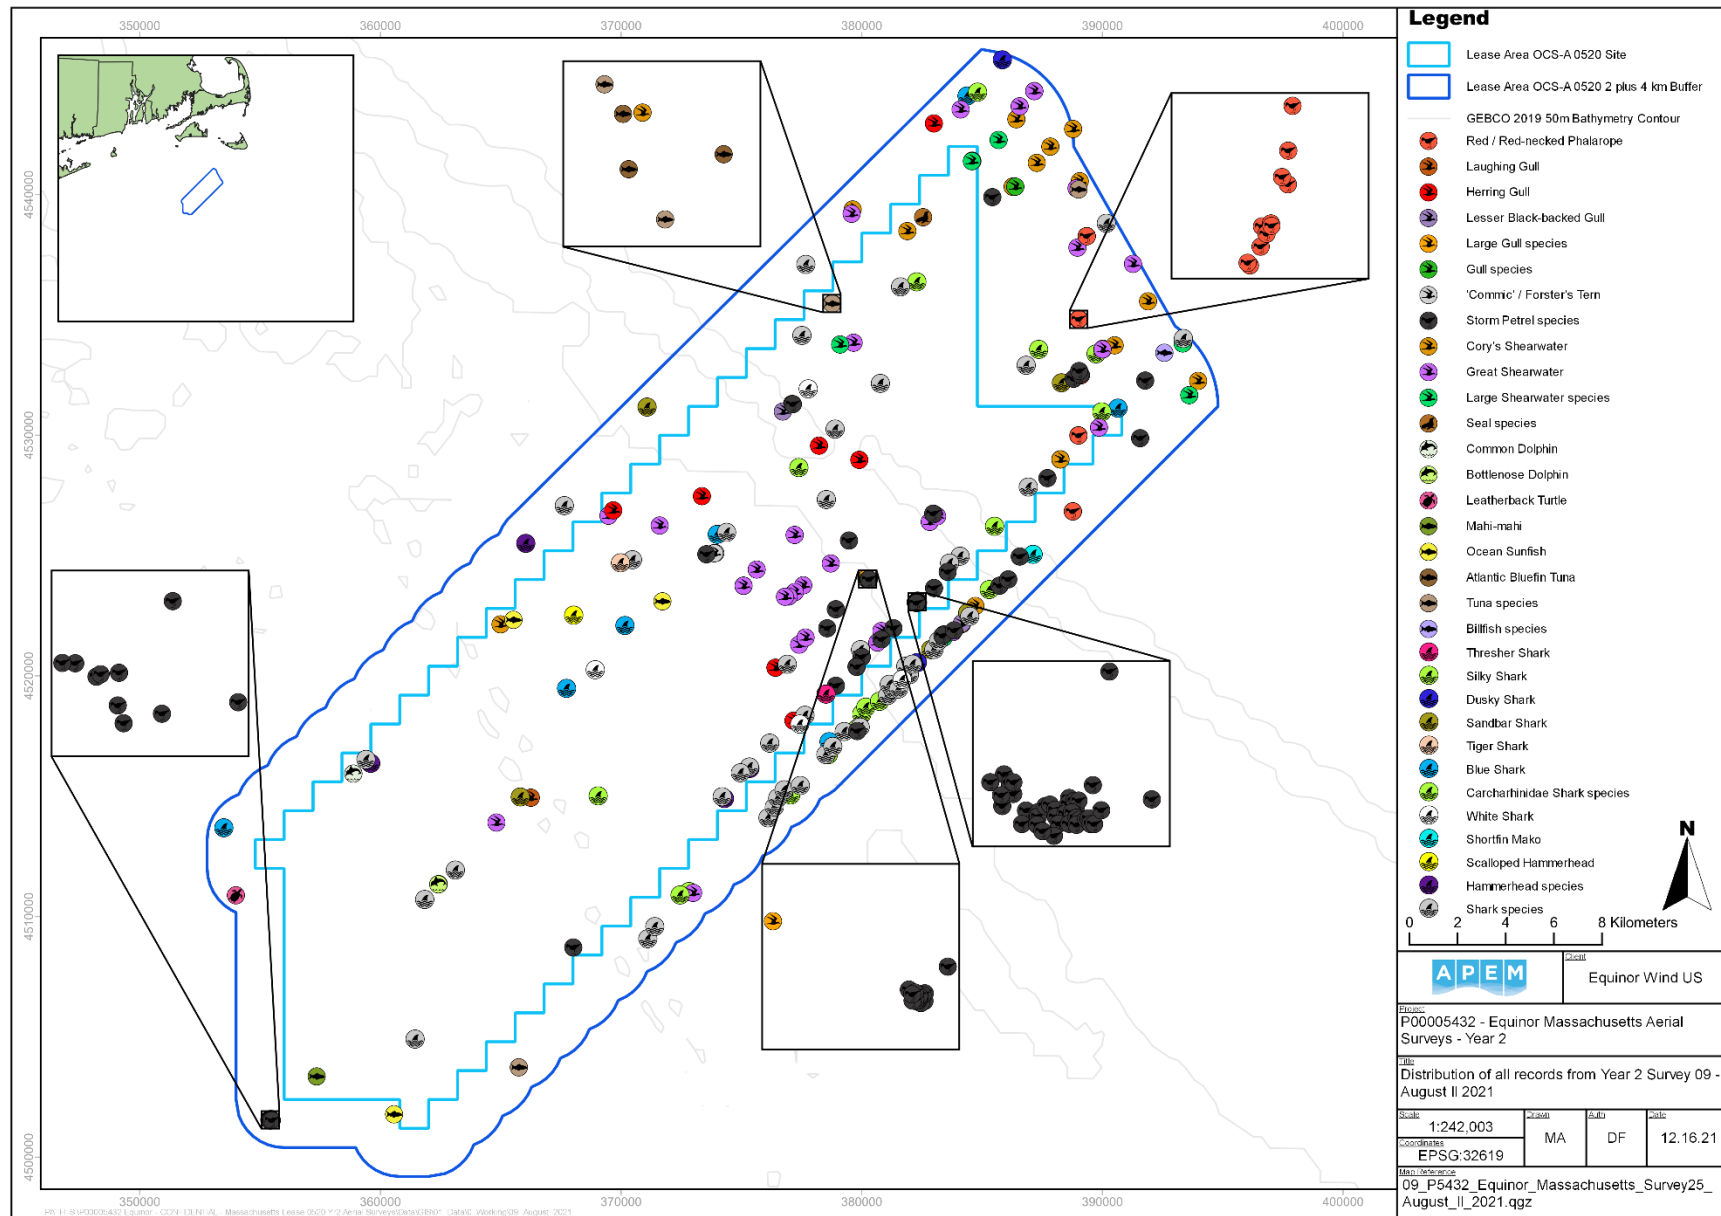 350000 360000 370000 380000 390000 400000
4540000
4530000
4520000
4510000
4500000
350000 360000 370000 380000 390000 400000
Legend
Lease Area OCS-A 0520 Site
Lease Area OCS-A 0520 2 plus 4 km Buffer
GEBCO 2019 50m Bathymetry Contour
Red / Red-necked Phalarope
Laughing Gull
Herring Gull
Lesser Black-backed Gull
Large Gull species
Gull species
'Commic' / Forster's Tern
Storm Petrel species
Cory's Shearwater
Great Shearwater
Large Shearwater species
Seal species
Common Dolphin
Bottlenose Dolphin
Leatherback Turtle
Mahi-mahi
Ocean Sunfish
Atlantic Bluefin Tuna
Tuna species
Billfish species
Thresher Shark
Silky Shark
Dusky Shark
Sandbar Shark
Tiger Shark
Blue Shark
Carcharhinidae Shark species
White Shark
Shortfin Mako
Scalloped Hammerhead
Hammerhead species
Shark species
N
0 2 4 6 8 Kilometers
APEM
Client
Equinor Wind US
Project
P00005432 - Equinor Massachusetts Aerial
Surveys - Year 2
Title
Distribution of all records from Year 2 Survey 09 -
August II 2021
Scale
1:242,003
Coordinates
EPSG:32619
Drawn
MA
Auth
DF
Date
12.16.21
Map Reference
09_P5432_Equinor_Massachusetts_Survey25_
August_II_2021.qgz